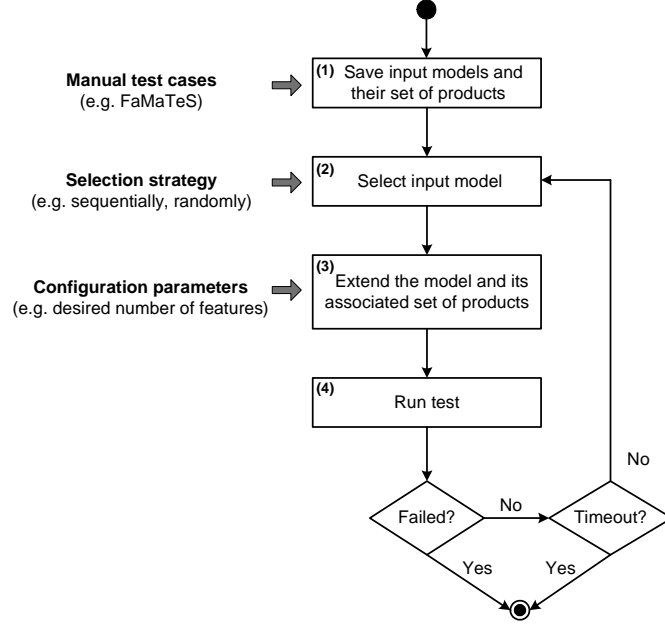 Manual test cases
(e.g. FaMaTeS)
(1)
Save input models and
their set of products
Selection strategy
(e.g. sequentially, randomly)
(2)
Select input model
Configuration parameters
(e.g. desired number of features)
(3)
Extend the model and its
associated set of products
(4)
Run test
No
Failed?
No
Timeout?
Yes
Yes